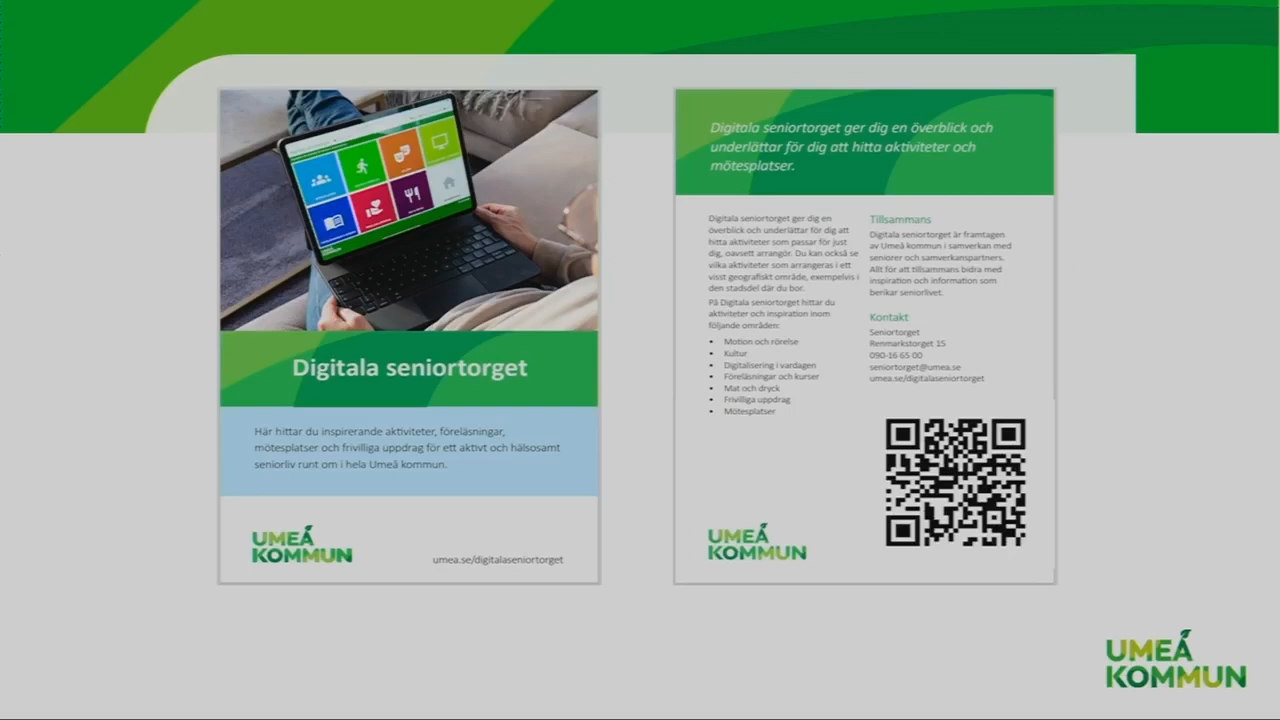 Digitala seniortorget
Här hittar du inspirerande aktiviteter, föreläsningar,
mötesplatser och frivilliga uppdrag för ett aktivt och hälsosamt
seniorliv runt om i hela Umeå kommun.
UMEÅ
KOMMUN
umea.se/digitalaseniortorget
Digitala seniortorget ger dig en överblick och
underlättar för dig att hitta aktiviteter och
mötesplatser.
Digitala seniortorget ger dig en
överblick och underlättar för dig att
hitta aktiviteter som passar för just
dig, oavsett arrangör. Du kan också se
vilka aktiviteter som arrangeras i ett
visst geografiskt område, exempelvis i
den stadsdel där du bor.
På Digitala seniortorget hittar du
aktiviteter och inspiration inom
följande områden:
• Motion och rörelse
• Kultur
• Digitalisering i vardagen
• Föreläsningar och kurser
• Mat och dryck
• Frivilliga uppdrag
• Mötesplatser
Tillsammans
Digitala seniortorget är framtagen
av Umeå kommun i samverkan med
seniorer och samverkanspartners.
Allt för att tillsammans bidra med
inspiration och information som
berikar seniorlivet.
Kontakt
Seniortorget
Renmarkstorget 15
090-16 65 00
seniortorget@umea.se
umea.se/digitalaseniortorget
UMEÅ
KOMMUN
UMEÅ
KOMMUN